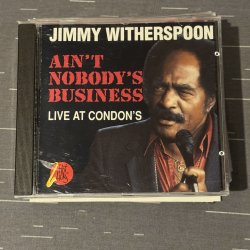 JIMMY WITHERSPOON
AIN'T
NOBODY'S
BUSINESS
LIVE AT CONDON'S